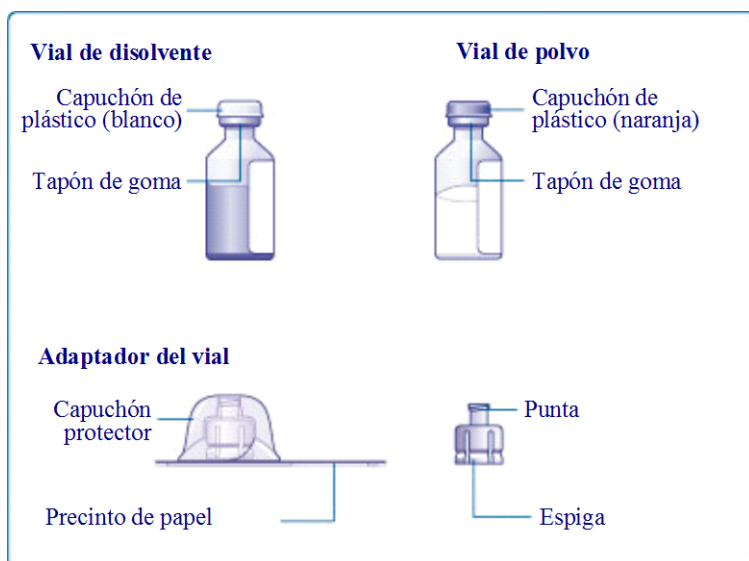 Vial de disolvente
Vial de polvo
Capuchón de
plástico (blanco)
Capuchón de
plástico (naranja)
Tapón de goma
Tapón de goma
Adaptador del vial
Capuchón
protector
Punta
Precinto de papel
Espiga